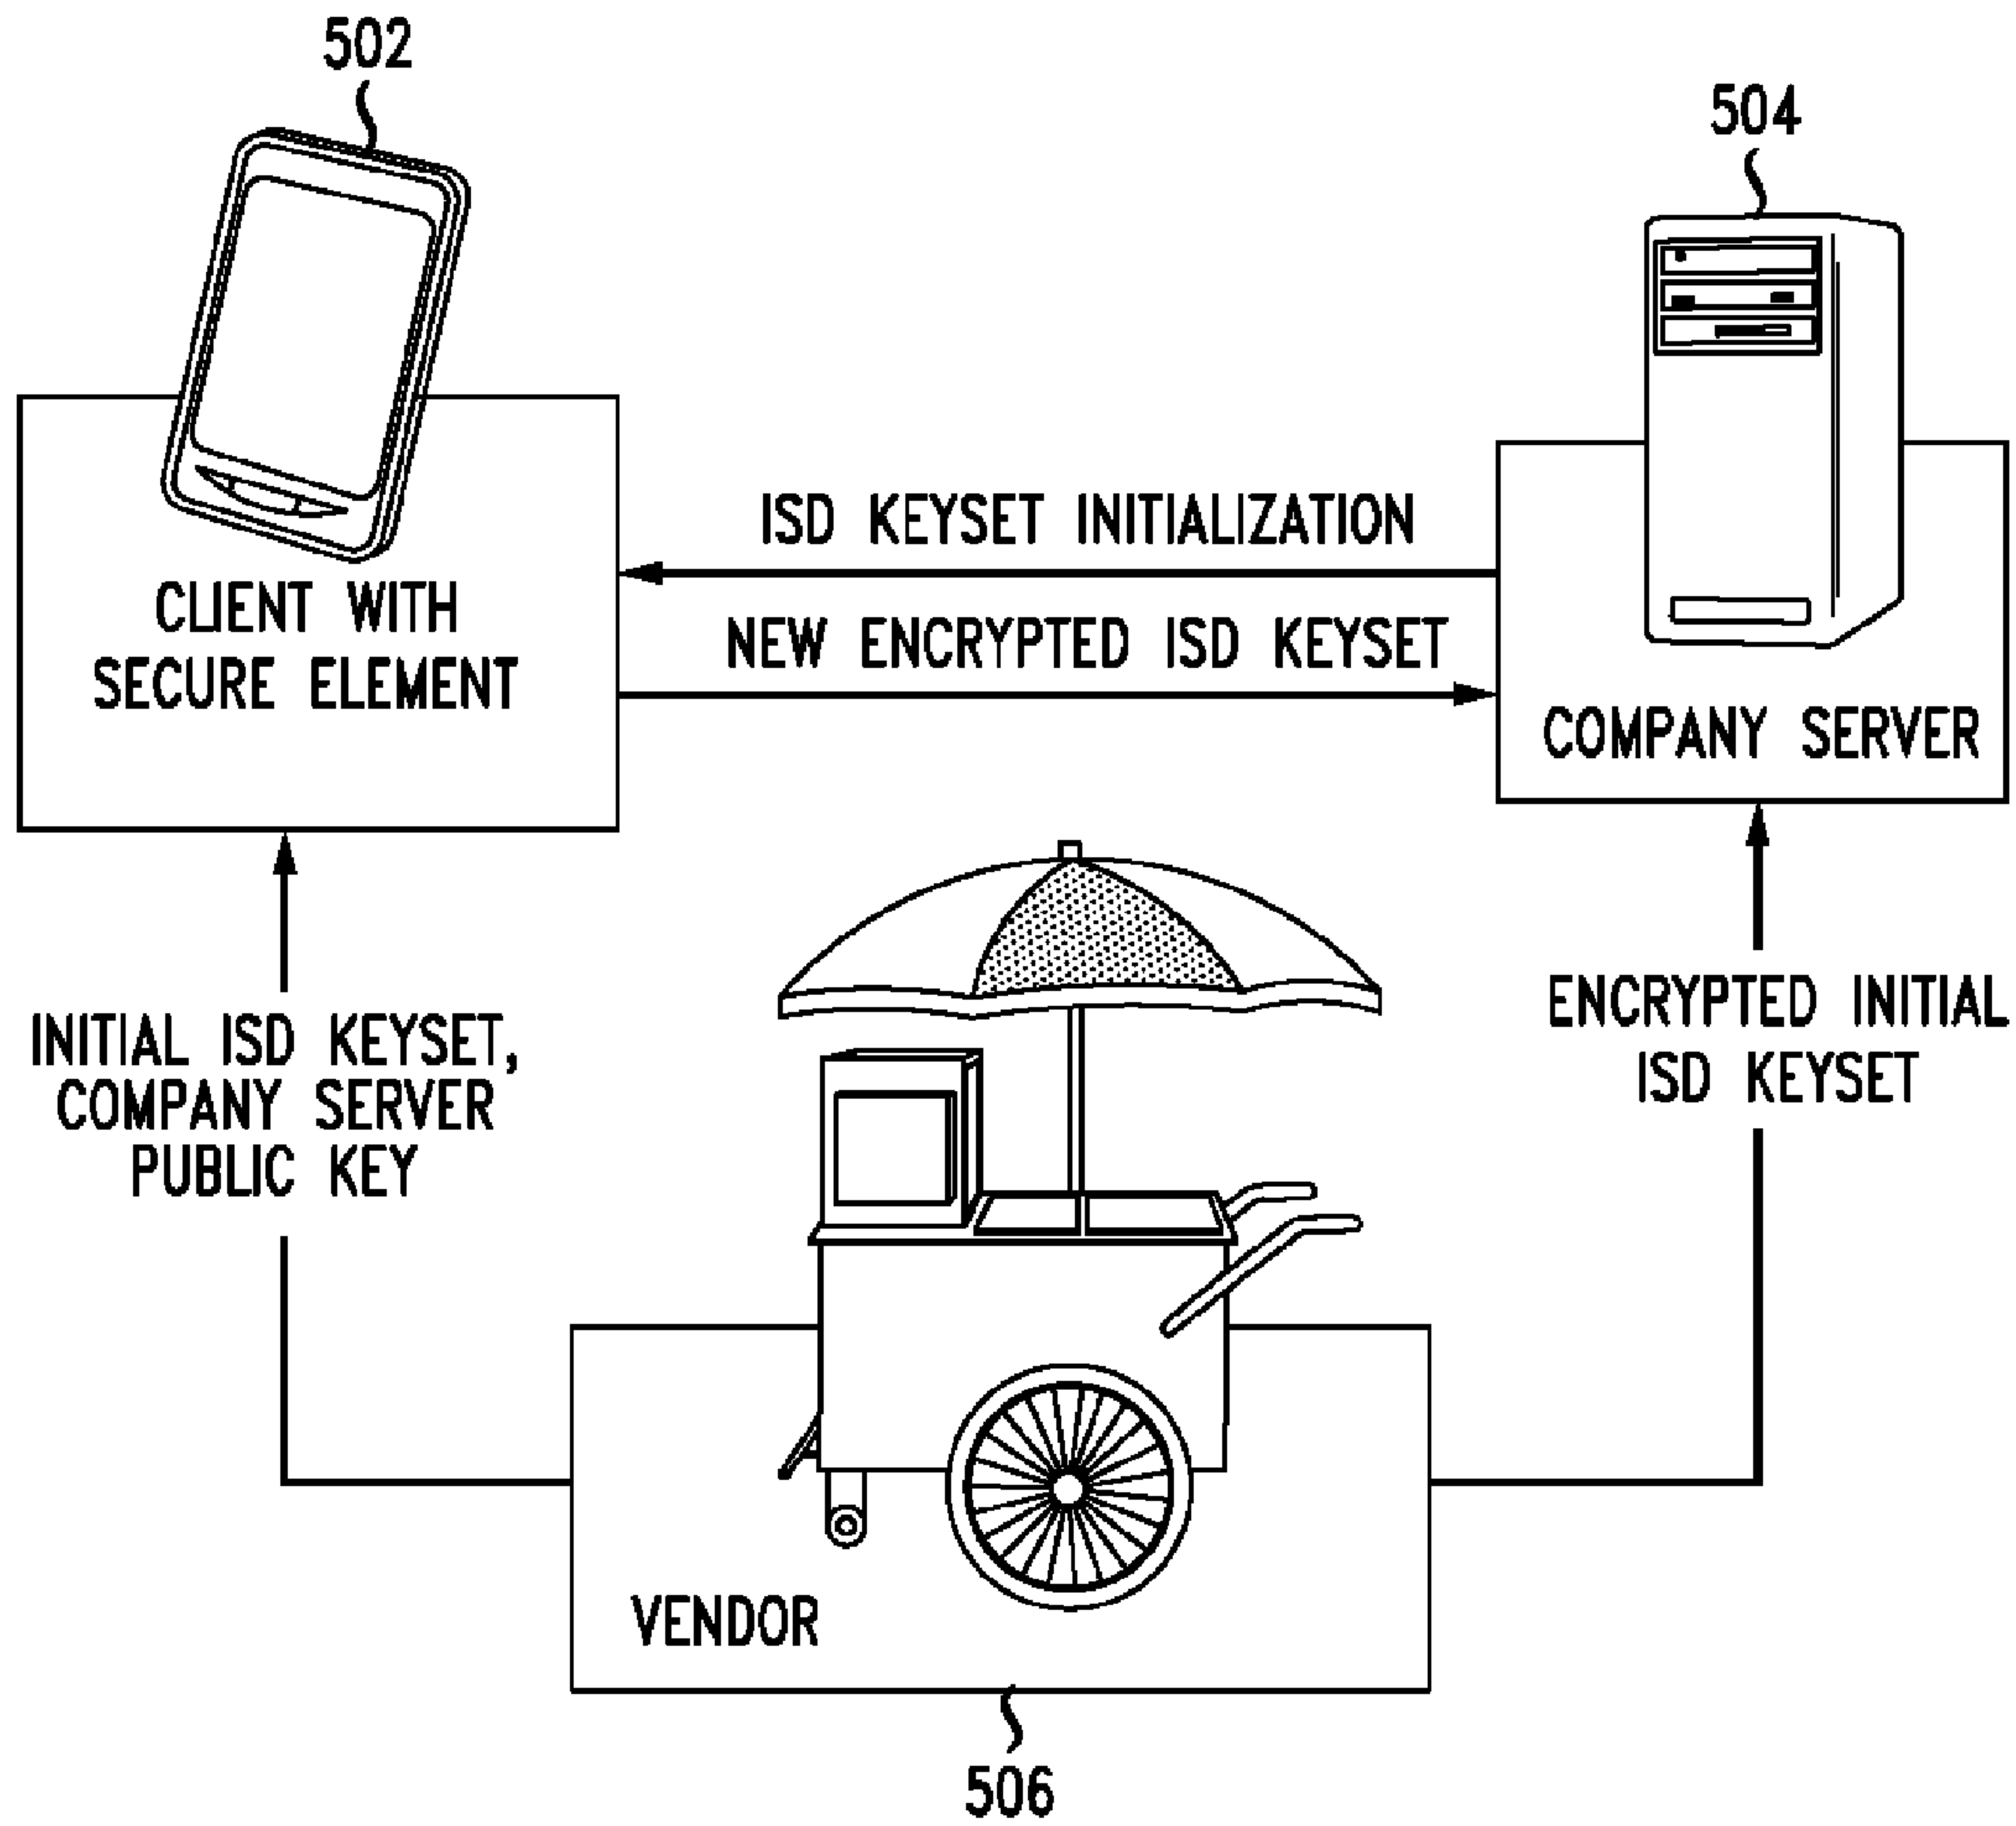 502
504
ISD KEYSET INITIALIZATION
NEW ENCRYPTED ISD KEYSET
CLIENT WITH
SECURE ELEMENT
COMPANY SERVER
INITIAL ISD KEYSET,
COMPANY SERVER
PUBLIC KEY
ENCRYPTED INITIAL
ISD KEYSET
VENDOR
506